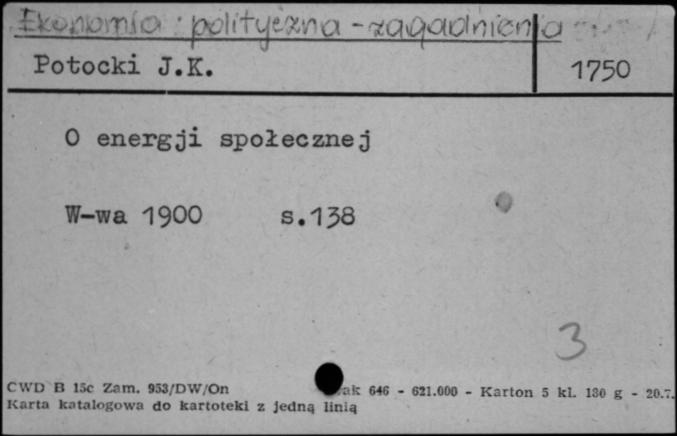 Ekonomia polityczna - zagadnienia
Potocki J.K. 1750
O energji społecznej
W-wa 1900 s.138
3
CWD B 15c Zam. 953/DW/On ak 646 - 621.000 - Karton 5 kl. 180 g - 20.7.
Karta katalogowa do kartoteki z jedną linią